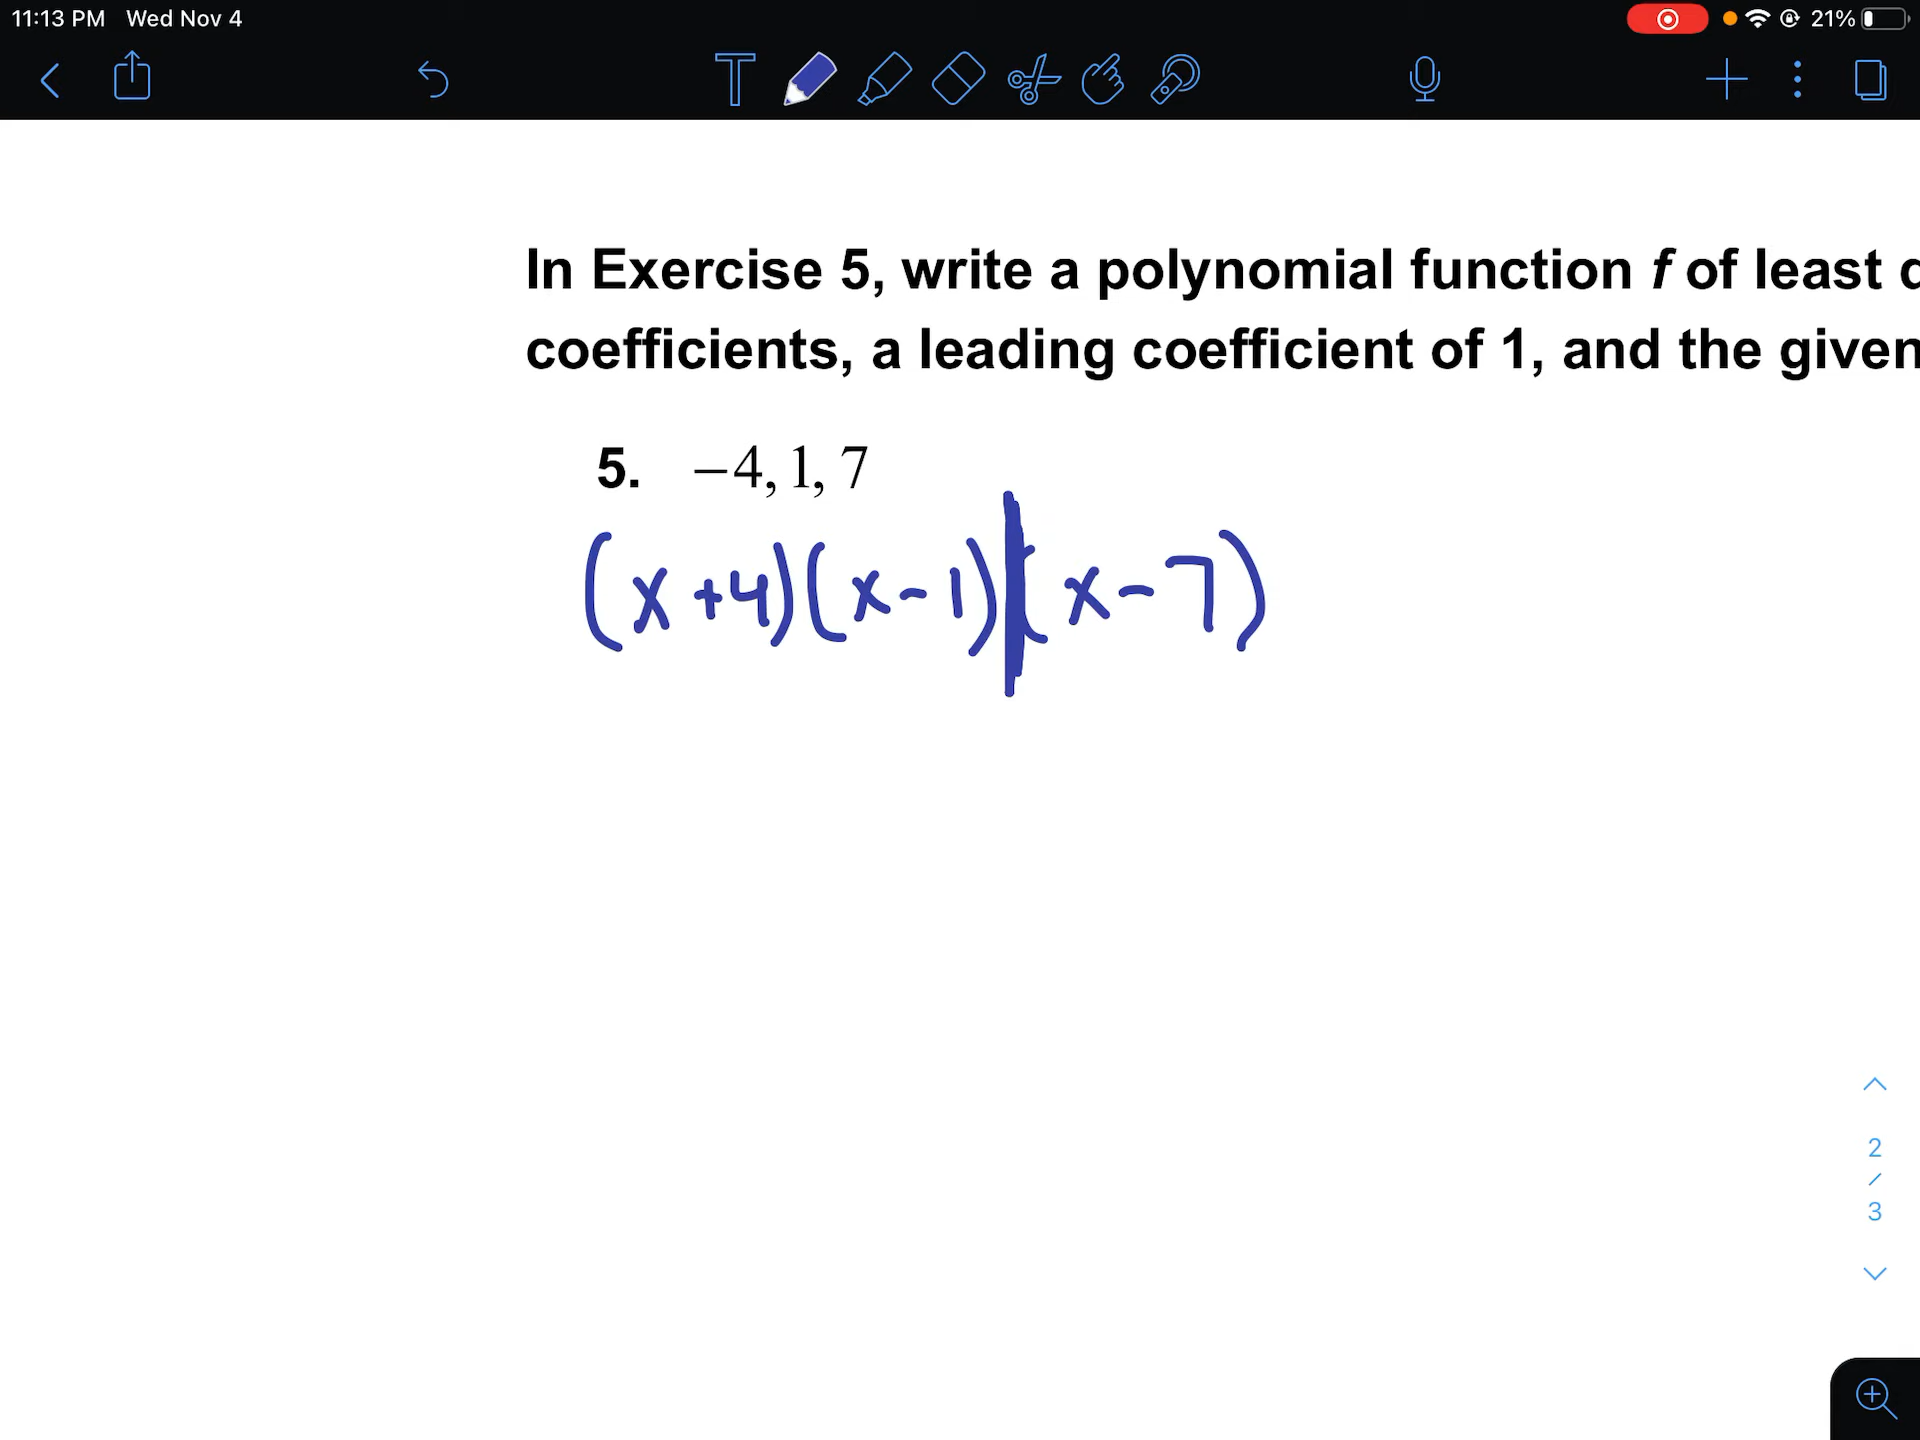 11:13 PM Wed Nov 4
21%
T
In Exercise 5, write a polynomial function f of least
coefficients, a leading coefficient of 1, and the given
5. −4, 1, 7
(x+4)(x-1)|(x-7)
2
/
3